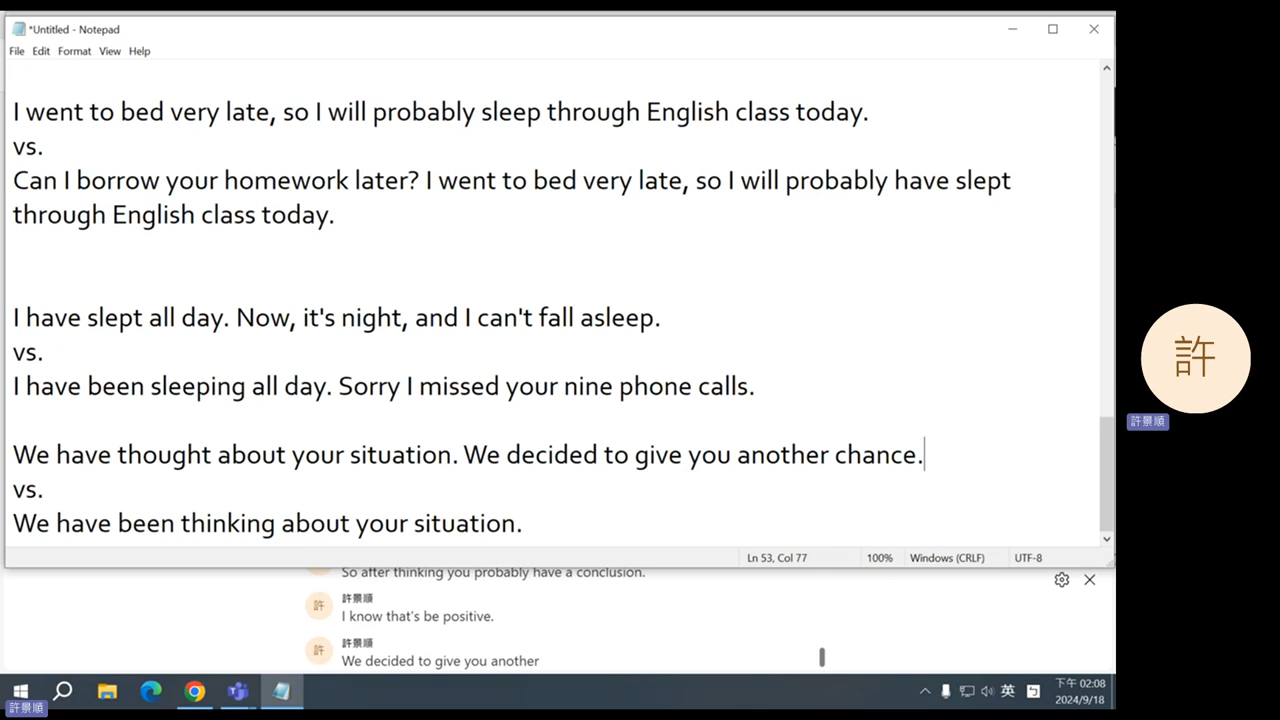 *Untitled - Notepad
File Edit Format View Help
I went to bed very late, so I will probably sleep through English class today.
vs.
Can I borrow your homework later? I went to bed very late, so I will probably have slept
through English class today.
I have slept all day. Now, it's night, and I can't fall asleep.
vs.
I have been sleeping all day. Sorry I missed your nine phone calls.
We have thought about your situation. We decided to give you another chance.
vs.
We have been thinking about your situation.
Ln 53, Col 77 100% Windows (CRLF) UTF-8
So after thinking you probably have a conclusion.
許 許景順
I know that's be positive.
許 許景順
We decided to give you another
許
許景順
英 下午 02:08
2024/9/18
許景順